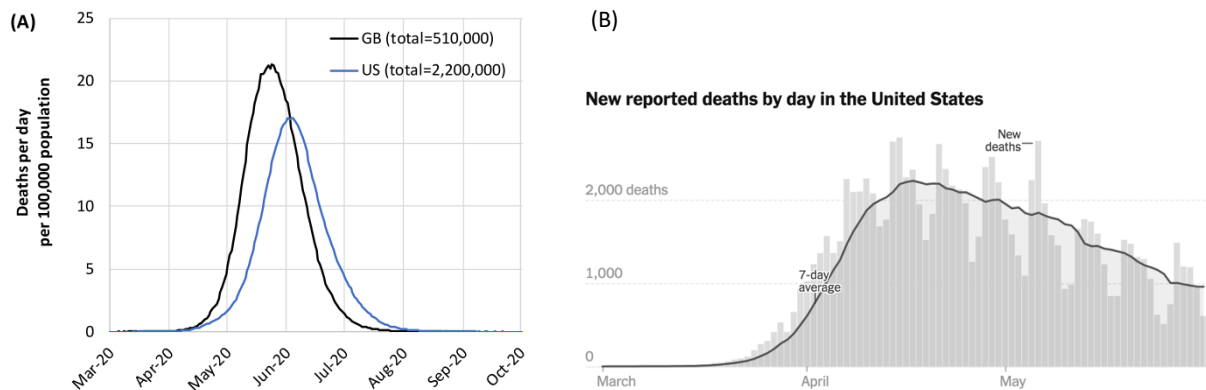 (A)
25
20
15
10
5
0
Deaths per day
per 100,000 population
GB (total=510,000)
US (total=2,200,000)
Mar-20
Apr-20
May-20
Jun-20
Jul-20
Aug-20
Sep-20
Oct-20
(B)
New reported deaths by day in the United States
New
deaths
2,000 deaths
1,000
7-day
average
0
March
April
May